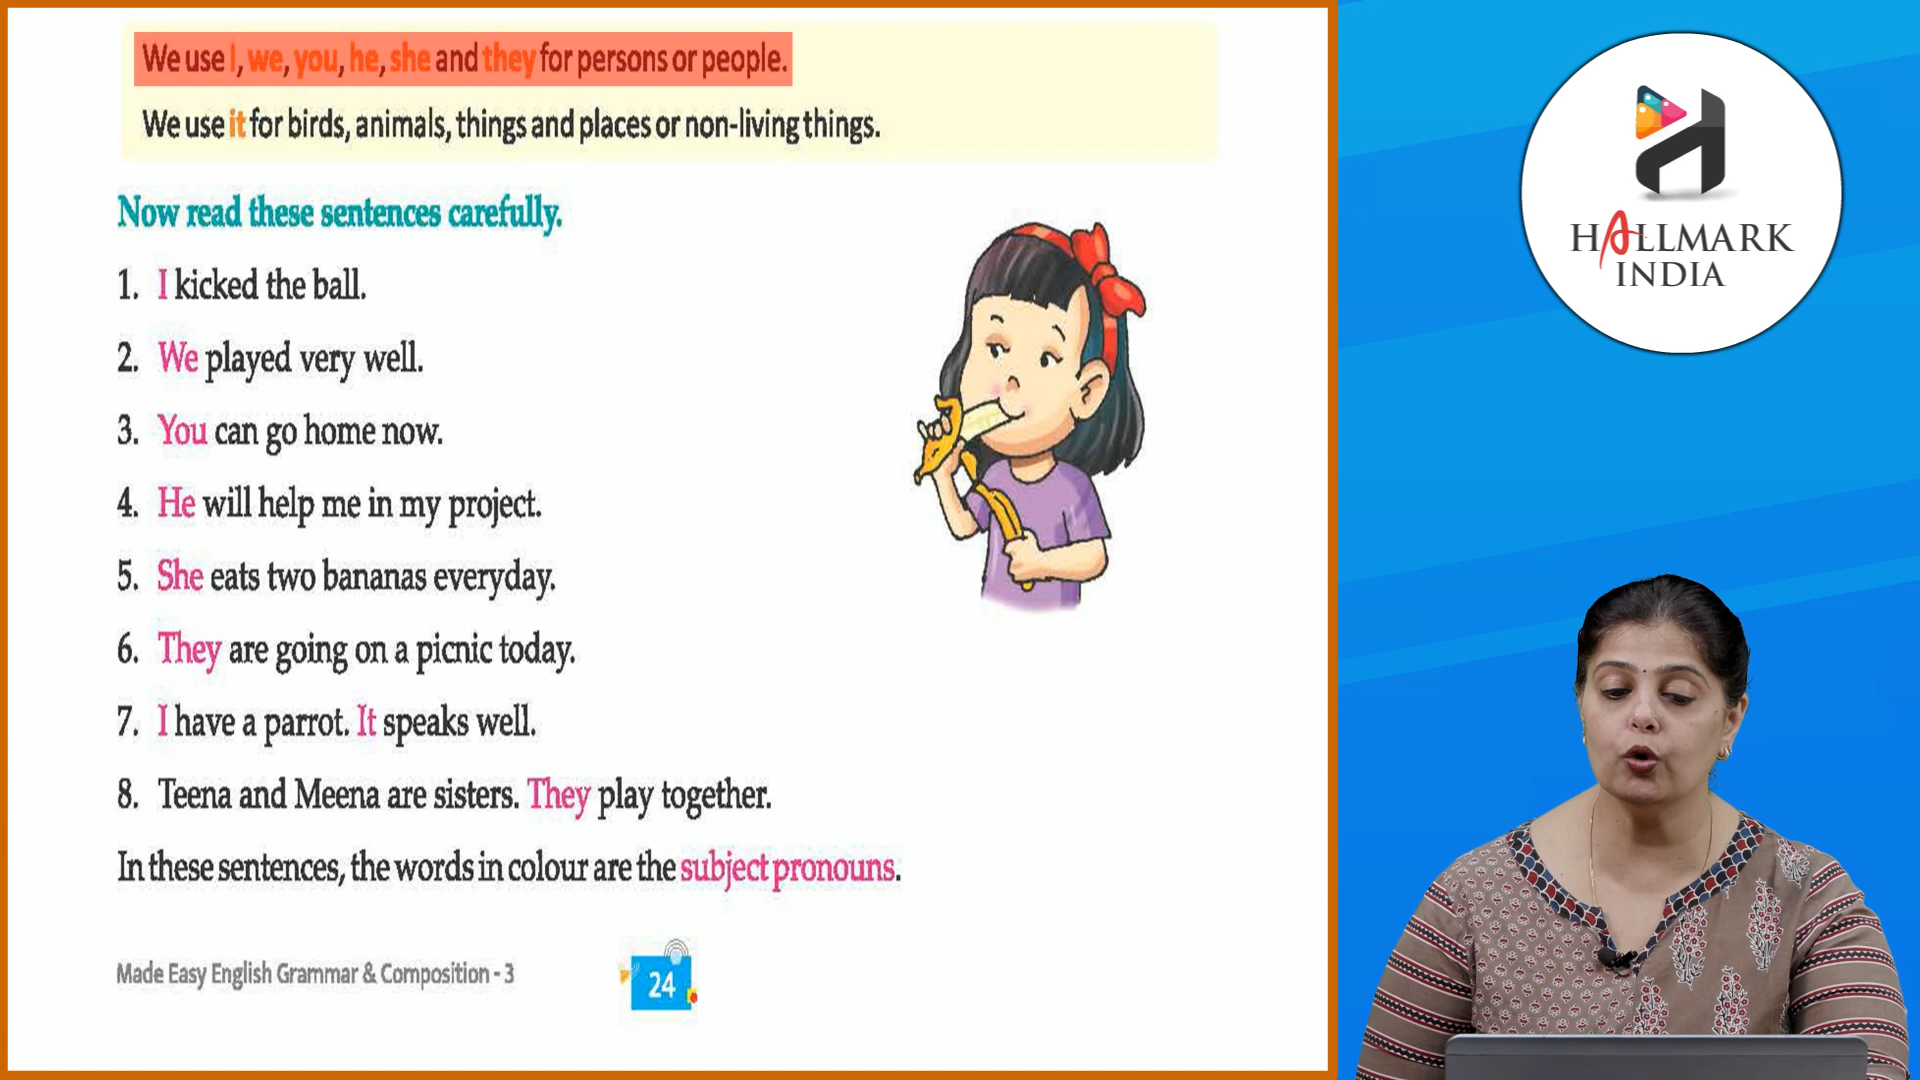 We use I, we, you, he, she and they for persons or people.
We use it for birds, animals, things and places or non-living things.
Now read these sentences carefully.
1. I kicked the ball.
2. We played very well.
3. You can go home now.
4. He will help me in my project.
5. She eats two bananas everyday.
6. They are going on a picnic today.
7. I have a parrot. It speaks well.
8. Teena and Meena are sisters. They play together.
In these sentences, the words in colour are the subject pronouns.
Made Easy English Grammar & Composition - 3
24
HALLMARK
INDIA